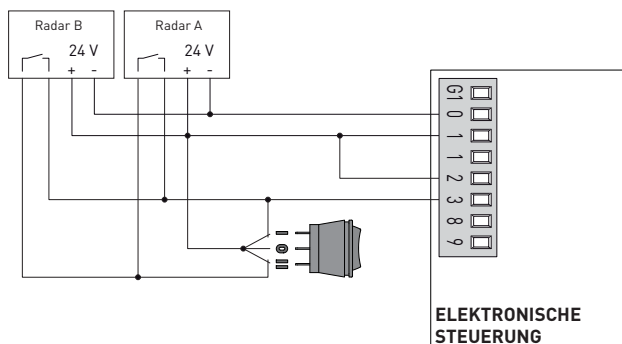 Radar B
Radar A
24 V
24 V
+ -
+ -
G1
0
1
1
2
3
8
9
I
0
II
ELEKTRONISCHE
STEUERUNG